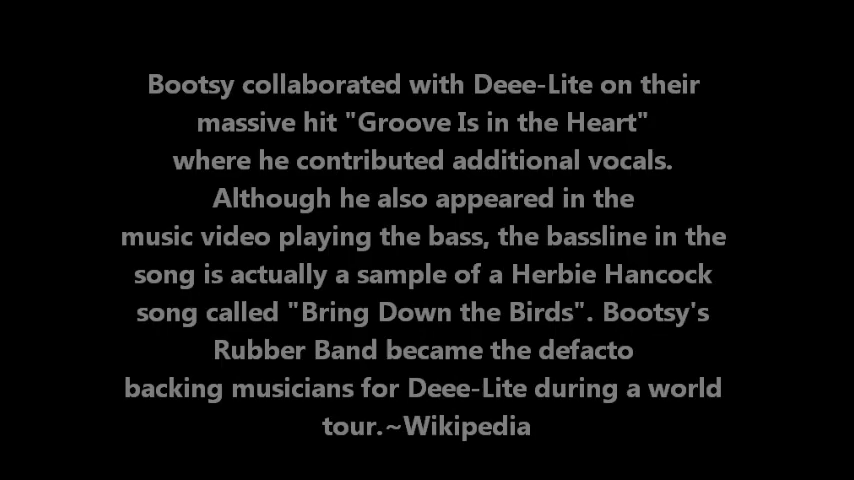 Bootsy collaborated with Deee-Lite on their
massive hit "Groove Is in the Heart"
where he contributed additional vocals.
Although he also appeared in the
music video playing the bass, the bassline in the
song is actually a sample of a Herbie Hancock
song called "Bring Down the Birds". Bootsy's
Rubber Band became the defacto
backing musicians for Deee-Lite during a world
tour.~Wikipedia